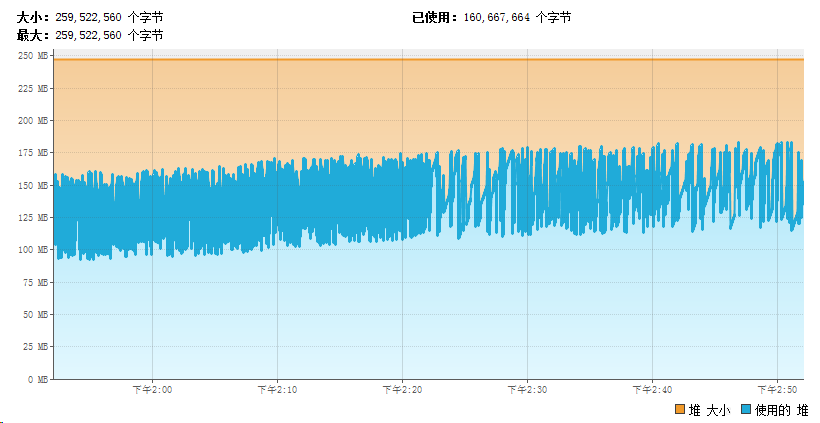 大小: 259,522,560 个字节
已使用: 160,667,664 个字节
最大: 259,522,560 个字节
250 MB
225 MB
200 MB
175 MB
150 MB
125 MB
100 MB
75 MB
50 MB
25 MB
0 MB
下午2:00 下午2:10 下午2:20 下午2:30 下午2:40 下午2:50
堆 大小 使用的 堆